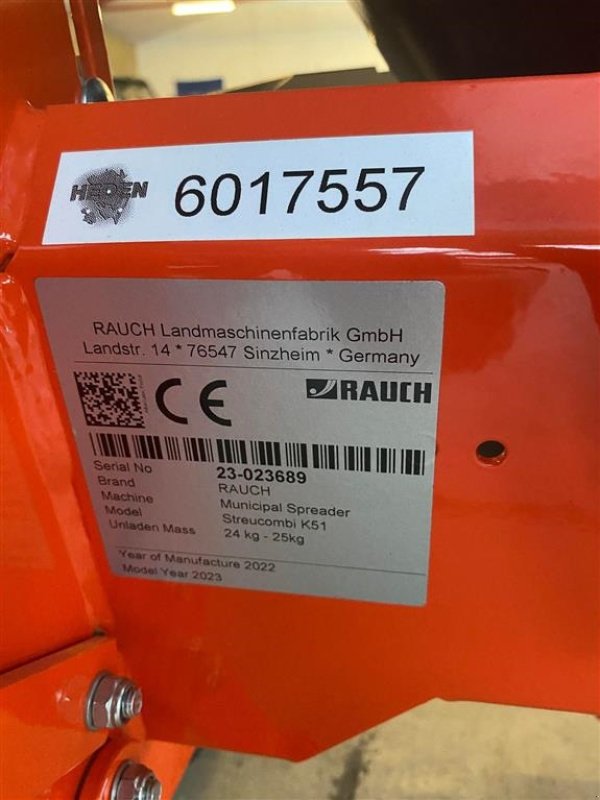 HEDEN 6017557
RAUCH Landmaschinenfabrik GmbH
Landstr. 14 * 76547 Sinzheim * Germany
CE RAUCH
Serial No 23-023689
Brand RAUCH
Machine Municipal Spreader
Model Streucombi K51
Unladen Mass 24 kg - 25kg
Year of Manufacture 2022
Model Year 2023